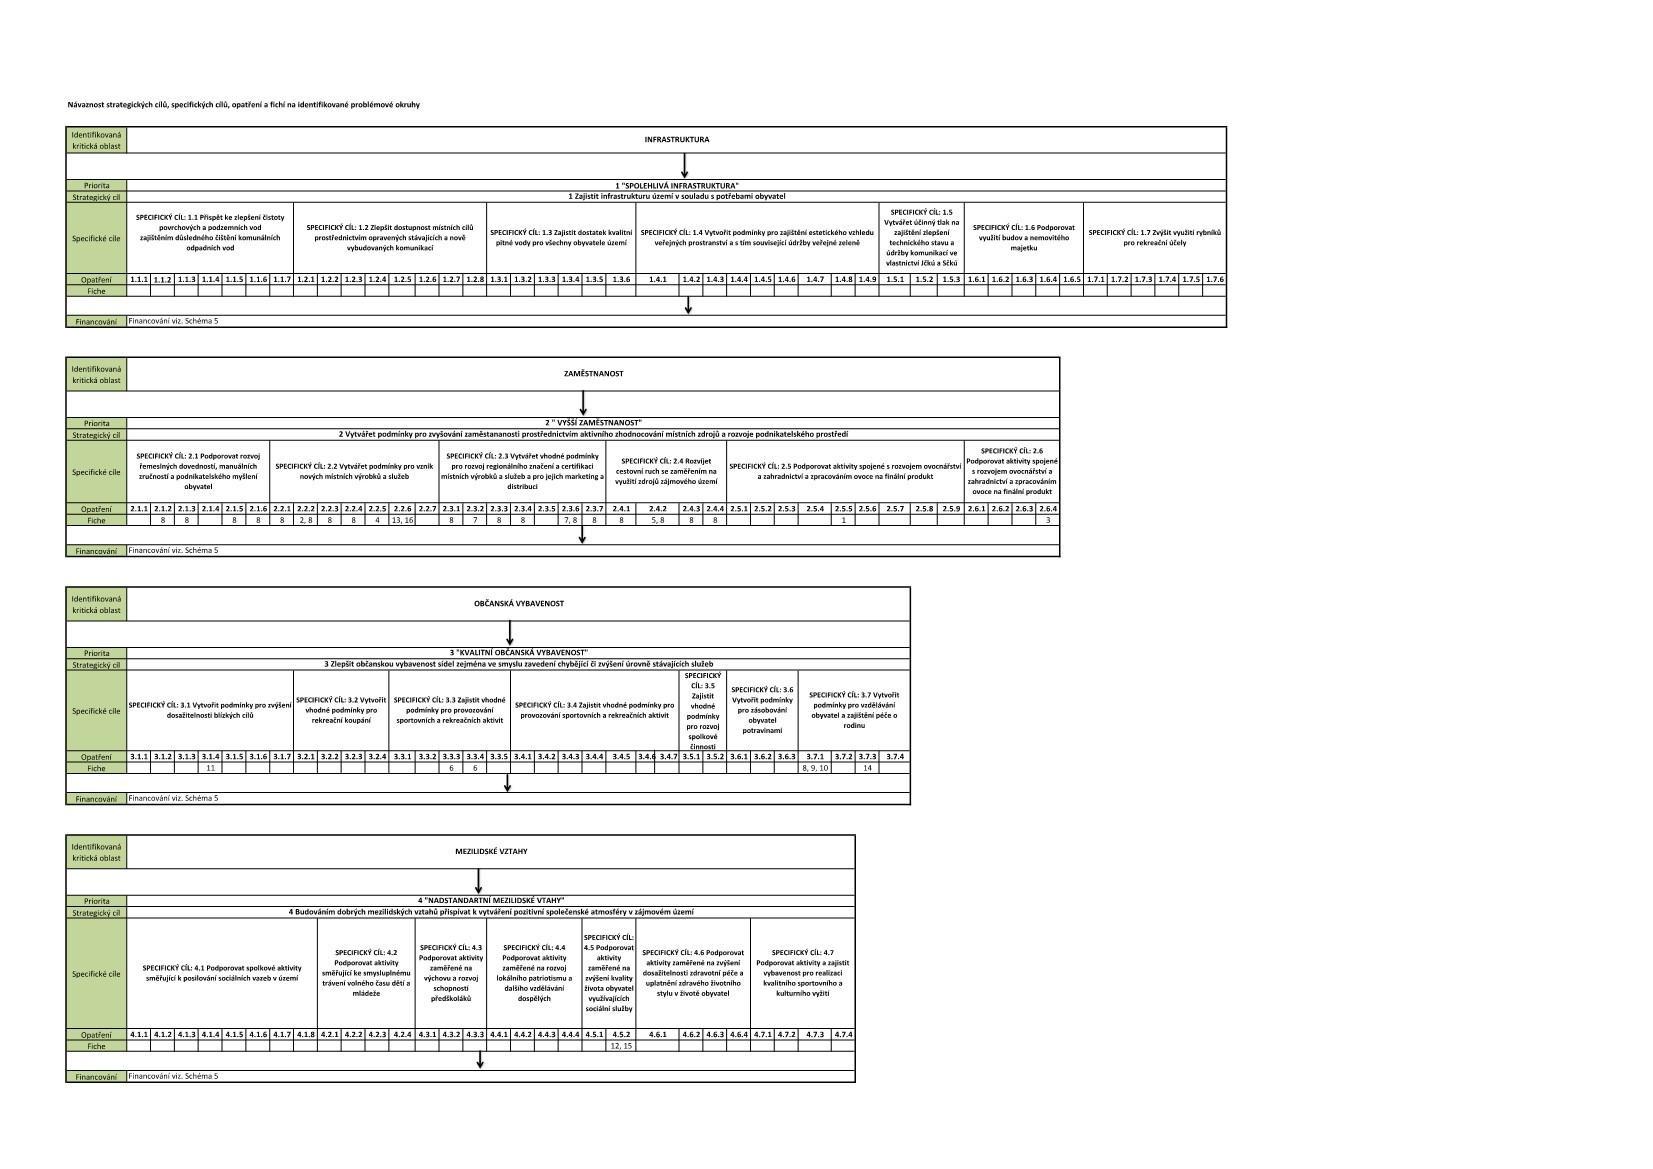 Návaznost strategických cílů, specifických cílů, opatření a fichí na identifikované problémové okruhy
Identifikovaná
kritická oblast
INFRASTRUKTURA
Priorita
1 "SPOLEHLIVÁ INFRASTRUKTURA"
Strategický cíl
1 Zajistit infrastrukturu území v souladu s potřebami obyvatel
Specifické cíle
SPECIFICKÝ CÍL: 1.1 Přispět ke zlepšení čistoty
povrchových a podzemních vod
zajištěním důsledného čištění komunálních
odpadních vod
SPECIFICKÝ CÍL: 1.2 Zlepšit dostupnost místních cílů
prostřednictvím opravených stávajících a nově
vybudovaných komunikací
SPECIFICKÝ CÍL: 1.3 Zajistit dostatek kvalitní
pitné vody pro všechny obyvatele území
SPECIFICKÝ CÍL: 1.4 Vytvořit podmínky pro zajištění estetického vzhledu
veřejných prostranství a s tím související údržby veřejné zeleně
SPECIFICKÝ CÍL: 1.5
Vytvářet účinný tlak na
zajištění zlepšení
technického stavu a
údržby komunikací ve
vlastnictví Jčkú a Sčkú
SPECIFICKÝ CÍL: 1.6 Podporovat
využití budov a nemovitého
majetku
SPECIFICKÝ CÍL: 1.7 Zvýšit využití rybníků
pro rekreační účely
Opatření 1.1.1 1.1.2 1.1.3 1.1.4 1.1.5 1.1.6 1.1.7 1.2.1 1.2.2 1.2.3 1.2.4 1.2.5 1.2.6 1.2.7 1.2.8 1.3.1 1.3.2 1.3.3 1.3.4 1.3.5 1.3.6 1.4.1 1.4.2 1.4.3 1.4.4 1.4.5 1.4.6 1.4.7 1.4.8 1.4.9 1.5.1 1.5.2 1.5.3 1.6.1 1.6.2 1.6.3 1.6.4 1.6.5 1.7.1 1.7.2 1.7.3 1.7.4 1.7.5 1.7.6
Fiche
Financování Financování viz. Schéma 5
Identifikovaná
kritická oblast
ZAMĚSTNANOST
Priorita
2 " VYŠŠÍ ZAMĚSTNANOST"
Strategický cíl
2 Vytvářet podmínky pro zvyšování zaměstananosti prostřednictvím aktivního zhodnocování místních zdrojů a rozvoje podnikatelského prostředí
Specifické cíle
SPECIFICKÝ CÍL: 2.1 Podporovat rozvoj
řemeslných dovedností, manuálních
zručností a podnikatelského myšlení
obyvatel
SPECIFICKÝ CÍL: 2.2 Vytvářet podmínky pro vznik
nových místních výrobků a služeb
SPECIFICKÝ CÍL: 2.3 Vytvářet vhodné podmínky
pro rozvoj regionálního značení a certifikaci
místních výrobků a služeb a pro jejich marketing a
distribuci
SPECIFICKÝ CÍL: 2.4 Rozvíjet
cestovní ruch se zaměřením na
využití zdrojů zájmového území
SPECIFICKÝ CÍL: 2.5 Podporovat aktivity spojené s rozvojem ovocnářství
a zahradnictví a zpracováním ovoce na finální produkt
SPECIFICKÝ CÍL: 2.6
Podporovat aktivity spojené
s rozvojem ovocnářství a
zahradnictví a zpracováním
ovoce na finální produkt
Opatření 2.1.1 2.1.2 2.1.3 2.1.4 2.1.5 2.1.6 2.2.1 2.2.2 2.2.3 2.2.4 2.2.5 2.2.6 2.2.7 2.3.1 2.3.2 2.3.3 2.3.4 2.3.5 2.3.6 2.3.7 2.4.1 2.4.2 2.4.3 2.4.4 2.5.1 2.5.2 2.5.3 2.5.4 2.5.5 2.5.6 2.5.7 2.5.8 2.5.9 2.6.1 2.6.2 2.6.3 2.6.4
Fiche 8 8 8 8 8 2, 8 8 8 4 13, 16 8 7 8 8 7, 8 8 8 5, 8 8 8 1 3
Financování Financování viz. Schéma 5
Identifikovaná
kritická oblast
OBČANSKÁ VYBAVENOST
Priorita
3 "KVALITNÍ OBČANSKÁ VYBAVENOST"
Strategický cíl
3 Zlepšit občanskou vybavenost sídel zejména ve smyslu zavedení chybějící či zvýšení úrovně stávajících služeb
Specifické cíle
SPECIFICKÝ CÍL: 3.1 Vytvořit podmínky pro zvýšení
dosažitelnosti blízkých cílů
SPECIFICKÝ CÍL: 3.2 Vytvořit
vhodné podmínky pro
rekreační koupání
SPECIFICKÝ CÍL: 3.3 Zajistit vhodné
podmínky pro provozování
sportovních a rekreačních aktivit
SPECIFICKÝ CÍL: 3.4 Zajistit vhodné podmínky pro
provozování sportovních a rekreačních aktivit
SPECIFICKÝ
CÍL: 3.5
Zajistit
vhodné
podmínky
pro rozvoj
spolkové
činnosti
SPECIFICKÝ CÍL: 3.6
Vytvořit podmínky
pro zásobování
obyvatel
potravinami
SPECIFICKÝ CÍL: 3.7 Vytvořit
podmínky pro vzdělávání
obyvatel a zajištění péče o
rodinu
Opatření 3.1.1 3.1.2 3.1.3 3.1.4 3.1.5 3.1.6 3.1.7 3.2.1 3.2.2 3.2.3 3.2.4 3.3.1 3.3.2 3.3.3 3.3.4 3.3.5 3.4.1 3.4.2 3.4.3 3.4.4 3.4.5 3.4.6 3.4.7 3.5.1 3.5.2 3.6.1 3.6.2 3.6.3 3.7.1 3.7.2 3.7.3 3.7.4
Fiche 11 6 6 8, 9, 10 14
Financování Financování viz. Schéma 5
Identifikovaná
kritická oblast
MEZILIDSKÉ VZTAHY
Priorita
4 "NADSTANDARTNÍ MEZILIDSKÉ VTAHY"
Strategický cíl
4 Budováním dobrých mezilidských vztahů přispívat k vytváření pozitivní společenské atmosféry v zájmovém území
Specifické cíle
SPECIFICKÝ CÍL: 4.1 Podporovat spolkové aktivity
směřující k posilování sociálních vazeb v území
SPECIFICKÝ CÍL: 4.2
Podporovat aktivity
směřující ke smysluplnému
trávení volného času dětí a
mládeže
SPECIFICKÝ CÍL: 4.3
Podporovat aktivity
zaměřené na
výchovu a rozvoj
schopností
předškoláků
SPECIFICKÝ CÍL: 4.4
Podporovat aktivity
zaměřené na rozvoj
lokálního patriotismu a
dalšího vzdělávání
dospělých
SPECIFICKÝ CÍL:
4.5 Podporovat
aktivity
zaměřené na
zvýšení kvality
života obyvatel
využívajících
sociální služby
SPECIFICKÝ CÍL: 4.6 Podporovat
aktivity zaměřené na zvýšení
dosažitelnosti zdravotní péče a
uplatnění zdravého životního
stylu v životě obyvatel
SPECIFICKÝ CÍL: 4.7
Podporovat aktivity a zajistit
vybavenost pro realizaci
kvalitního sportovního a
kulturního vyžití
Opatření 4.1.1 4.1.2 4.1.3 4.1.4 4.1.5 4.1.6 4.1.7 4.1.8 4.2.1 4.2.2 4.2.3 4.2.4 4.3.1 4.3.2 4.3.3 4.4.1 4.4.2 4.4.3 4.4.4 4.5.1 4.5.2 4.6.1 4.6.2 4.6.3 4.6.4 4.7.1 4.7.2 4.7.3 4.7.4
Fiche 12, 15
Financování Financování viz. Schéma 5